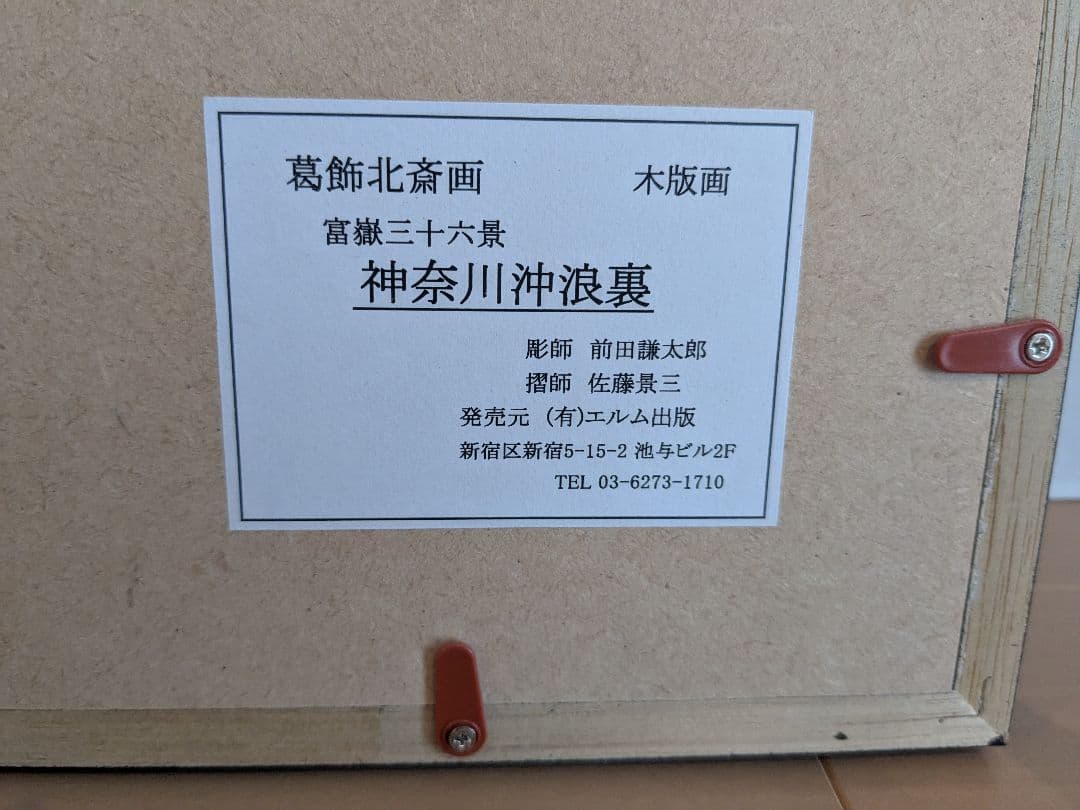 葛飾北斎画 木版画
富嶽三十六景
神奈川沖浪裏
彫師 前田謙太郎
摺師 佐藤景三
発売元 (有)エルム出版
新宿区新宿5-15-2 池与ビル2F
TEL 03-6273-1710